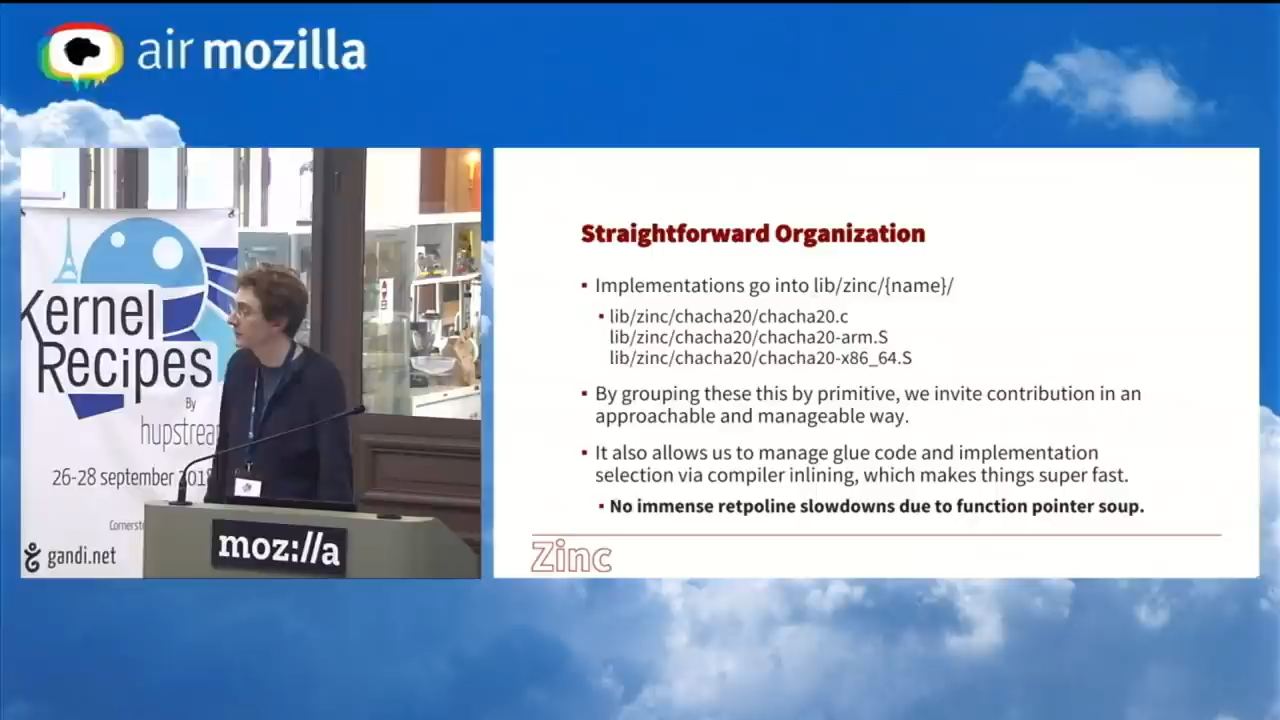 air mozilla
Kernel
Recipes
By
hupstrea
26-28 september 2018
Cornerst
gandi.net
moz://a
Straightforward Organization
▪ Implementations go into lib/zinc/{name}/
▪ lib/zinc/chacha20/chacha20.c
lib/zinc/chacha20/chacha20-arm.S
lib/zinc/chacha20/chacha20-x86_64.S
▪ By grouping these this by primitive, we invite contribution in an
approachable and manageable way.
▪ It also allows us to manage glue code and implementation
selection via compiler inlining, which makes things super fast.
▪ No immense retpoline slowdowns due to function pointer soup.
Zinc